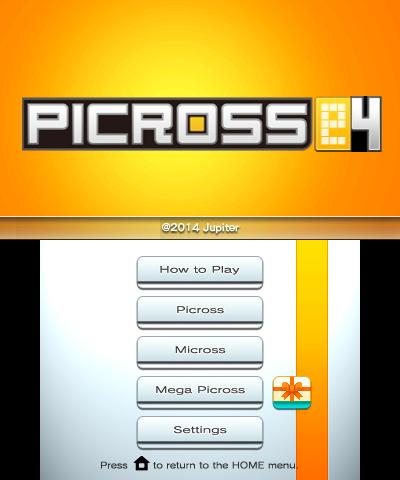 PICROSS e4
@2014 Jupiter
How to Play
Picross
Micross
Mega Picross
Settings
Press to return to the HOME menu.